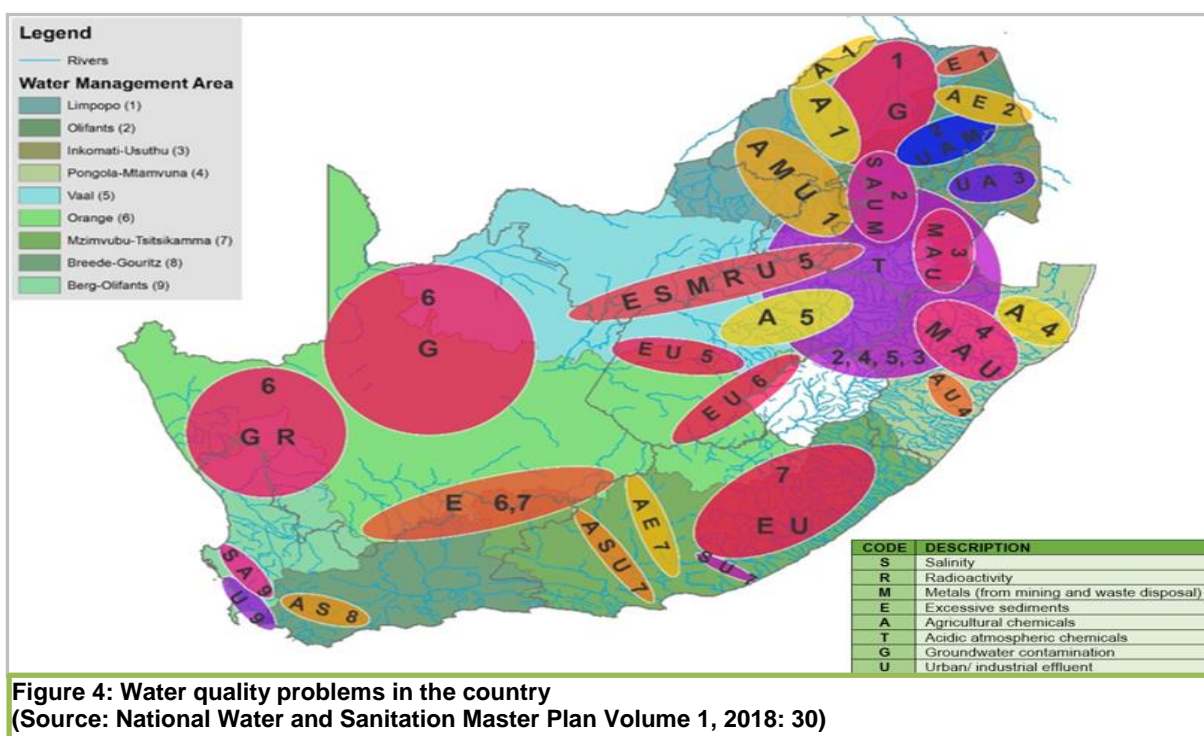 Legend
Rivers
Water Management Area
Limpopo (1)
Olifants (2)
Inkomati-Usuthu (3)
Pongola-Mtamvuna (4)
Vaal (5)
Orange (6)
Mzimvubu-Tsitsikamma (7)
Breede-Gouritz (8)
Berg-Olifants (9)
A 1
1
G
E 1
A 1
A E 2
2
U A M
A M U 1
S A U M 2
U A 3
M A U 3
T
E S M R U 5
A 5
A 4
M A U 4
2, 4, 5, 3
E U 5
E U 6
A U 4
6
G
6
G R
E 6,7
A S U 7
A E 7
7
E U
S U 7
S A 9
U 9
A S 8
CODE DESCRIPTION
S Salinity
R Radioactivity
M Metals (from mining and waste disposal)
E Excessive sediments
A Agricultural chemicals
T Acidic atmospheric chemicals
G Groundwater contamination
U Urban/ industrial effluent
Figure 4: Water quality problems in the country
(Source: National Water and Sanitation Master Plan Volume 1, 2018: 30)